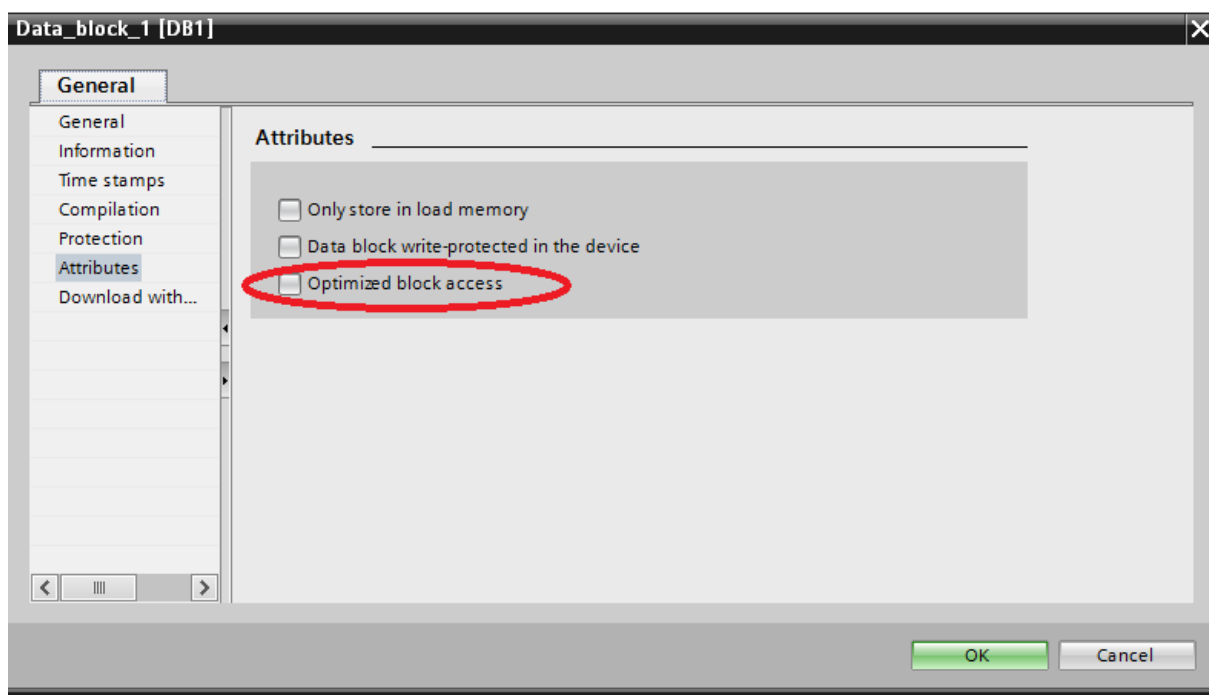 Data_block_1 [DB1]
General
General
Information
Time stamps
Compilation
Protection
Attributes
Download with...
Attributes
Only store in load memory
Data block write-protected in the device
Optimized block access
OK
Cancel